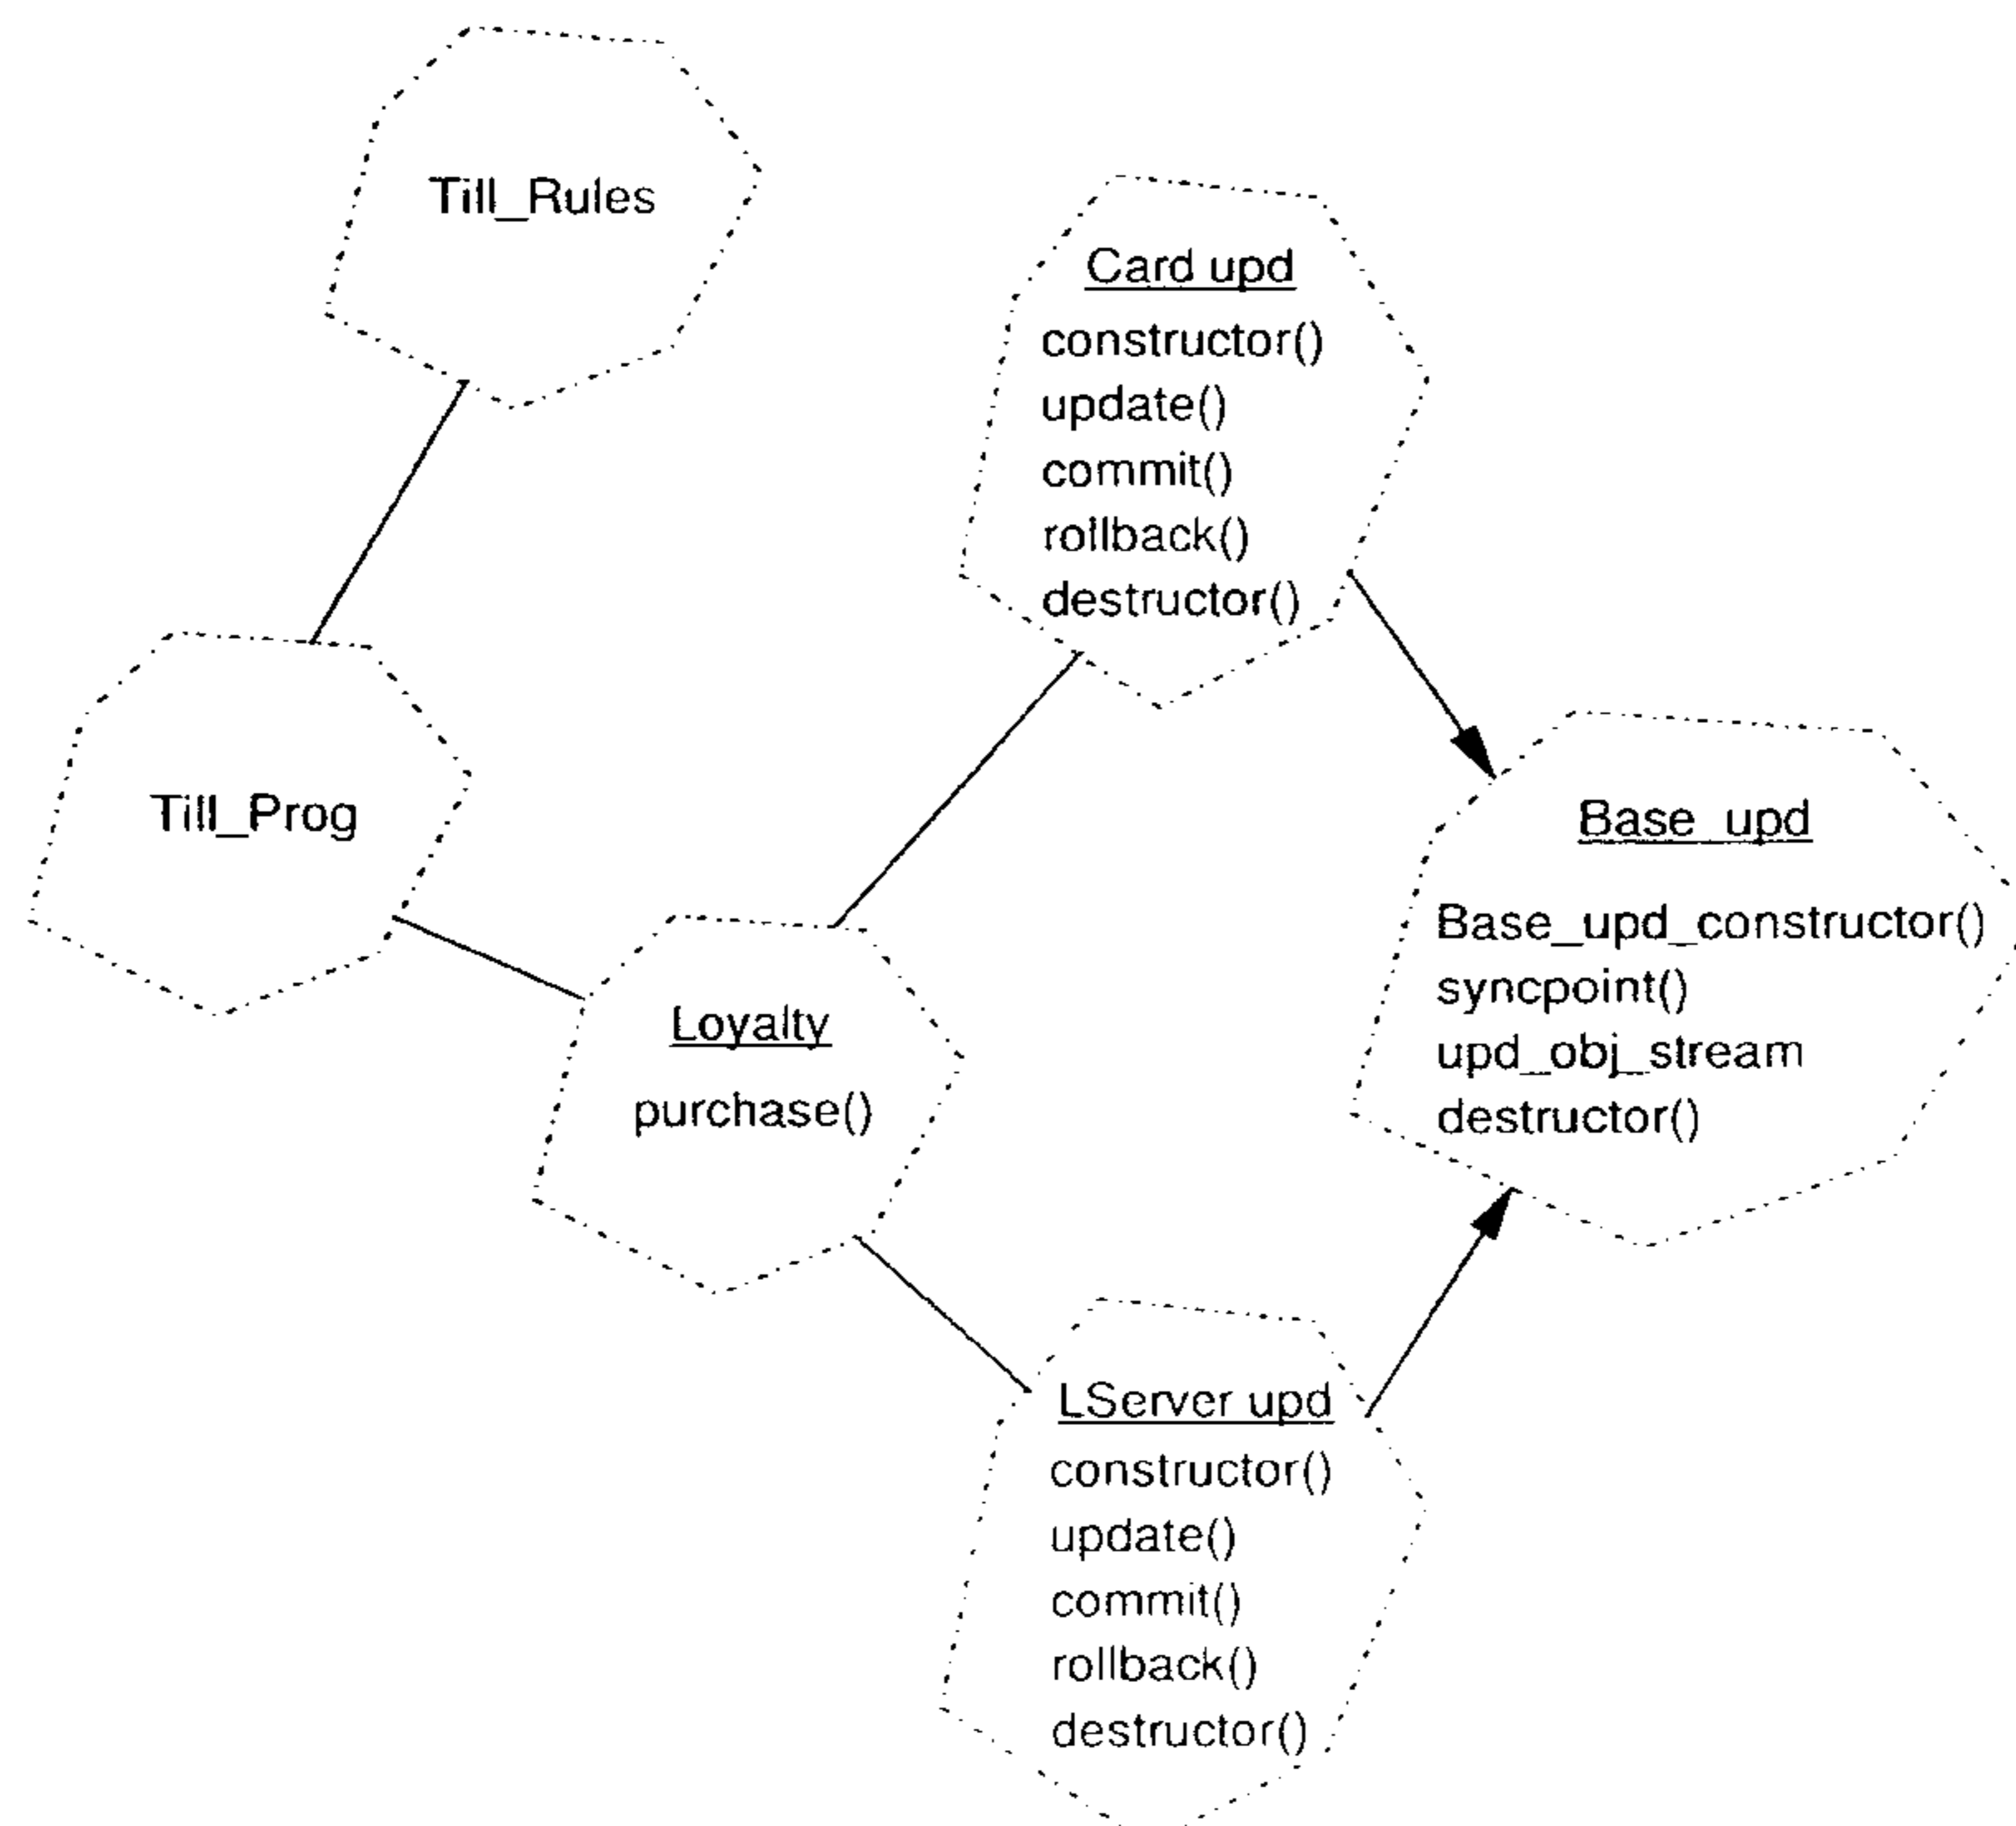 Till_Rules
Card upd
constructor()
update()
commit()
rollback()
destructor()
Till_Prog
Base_upd
Base_upd_constructor()
syncpoint()
upd_obj_stream
destructor()
Loyalty
purchase()
LServer upd
constructor()
update()
commit()
rollback()
destructor()